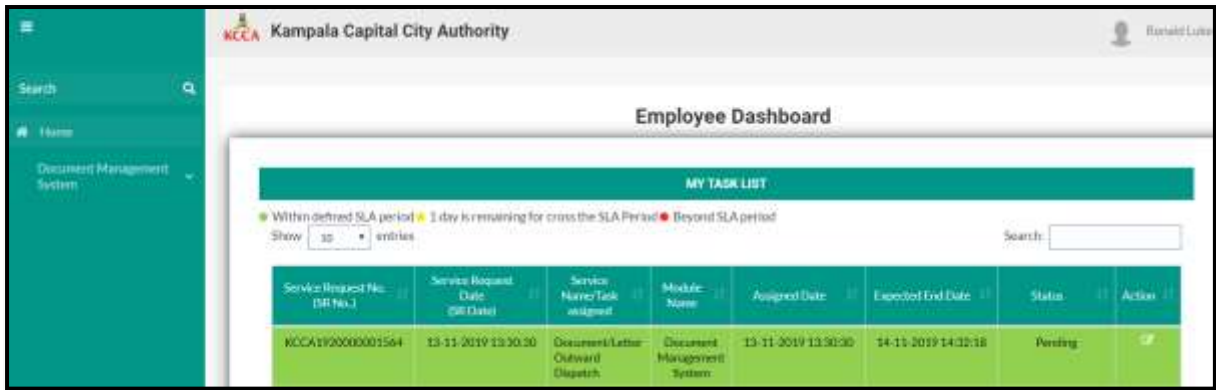 KCCA Kampala Capital City Authority
Ronald
Search
Employee Dashboard
Home
Document Management
System
MY TASK LIST
Within defined SLA period 1 day is remaining for cross the SLA Period Beyond SLA period
Show 10 entries
Search:
Service Request No.
(SR No.)
Service Request
Date
(SR Date)
Service
Name/Task
assigned
Module
Name
Assigned Date
Expected End Date
Status
Action
KCCA1920000001564
13-11-2019 13:30:30
Document/Letter
Outward
Dispatch
Document
Management
System
13-11-2019 13:30:30
14-11-2019 14:32:18
Pending